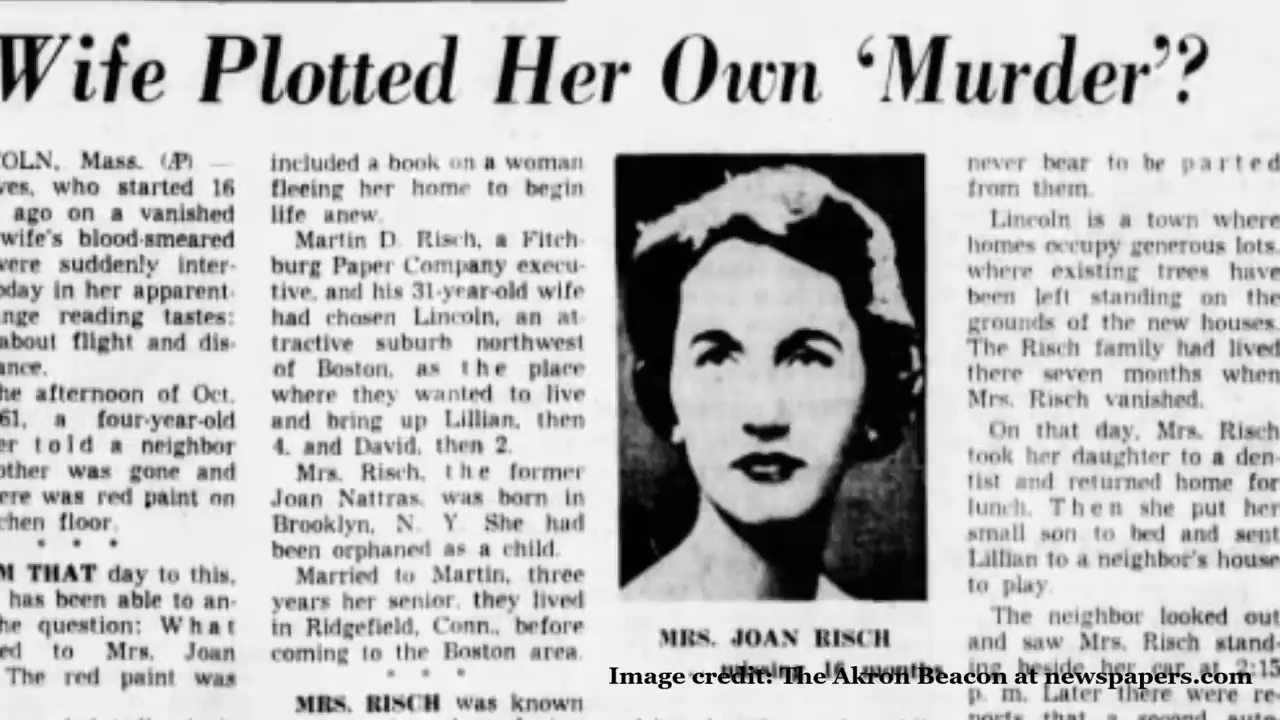 Wife Plotted Her Own ‘Murder’?
OLN, Mass. (AP) —
ves, who started 16
ago on a vanished
wife's blood-smeared
were suddenly inter-
oday in her apparent-
nge reading tastes:
about flight and dis-
ance.
he afternoon of Oct.
61, a four-year-old
er told a neighbor
other was gone and
ere was red paint on
chen floor.
* * *
M THAT day to this,
has been able to an-
he question: What
ed to Mrs. Joan
The red paint was
included a book on a woman
fleeing her home to begin
life anew.
Martin D. Risch, a Fitch-
burg Paper Company execu-
tive, and his 31-year-old wife
had chosen Lincoln, an at-
tractive suburb northwest
of Boston, as the place
where they wanted to live
and bring up Lillian, then
4, and David, then 2.
Mrs. Risch, the former
Joan Nattras, was born in
Brooklyn, N. Y. She had
been orphaned as a child.
Married to Martin, three
years her senior, they lived
in Ridgefield, Conn., before
coming to the Boston area.
* * *
MRS. RISCH was known
MRS. JOAN RISCH
missing 16 months
never bear to be parted
from them.
Lincoln is a town where
homes occupy generous lots,
where existing trees have
been left standing on the
grounds of the new houses.
The Risch family had lived
there seven months when
Mrs. Risch vanished.
On that day, Mrs. Risch
took her daughter to a den-
tist and returned home for
lunch. Then she put her
small son to bed and sent
Lillian to a neighbor's house
to play.
The neighbor looked out
and saw Mrs. Risch stand-
ing beside her car at 2:15
p. m. Later there were re-
ports that a second auto-
Image credit: The Akron Beacon at newspapers.com